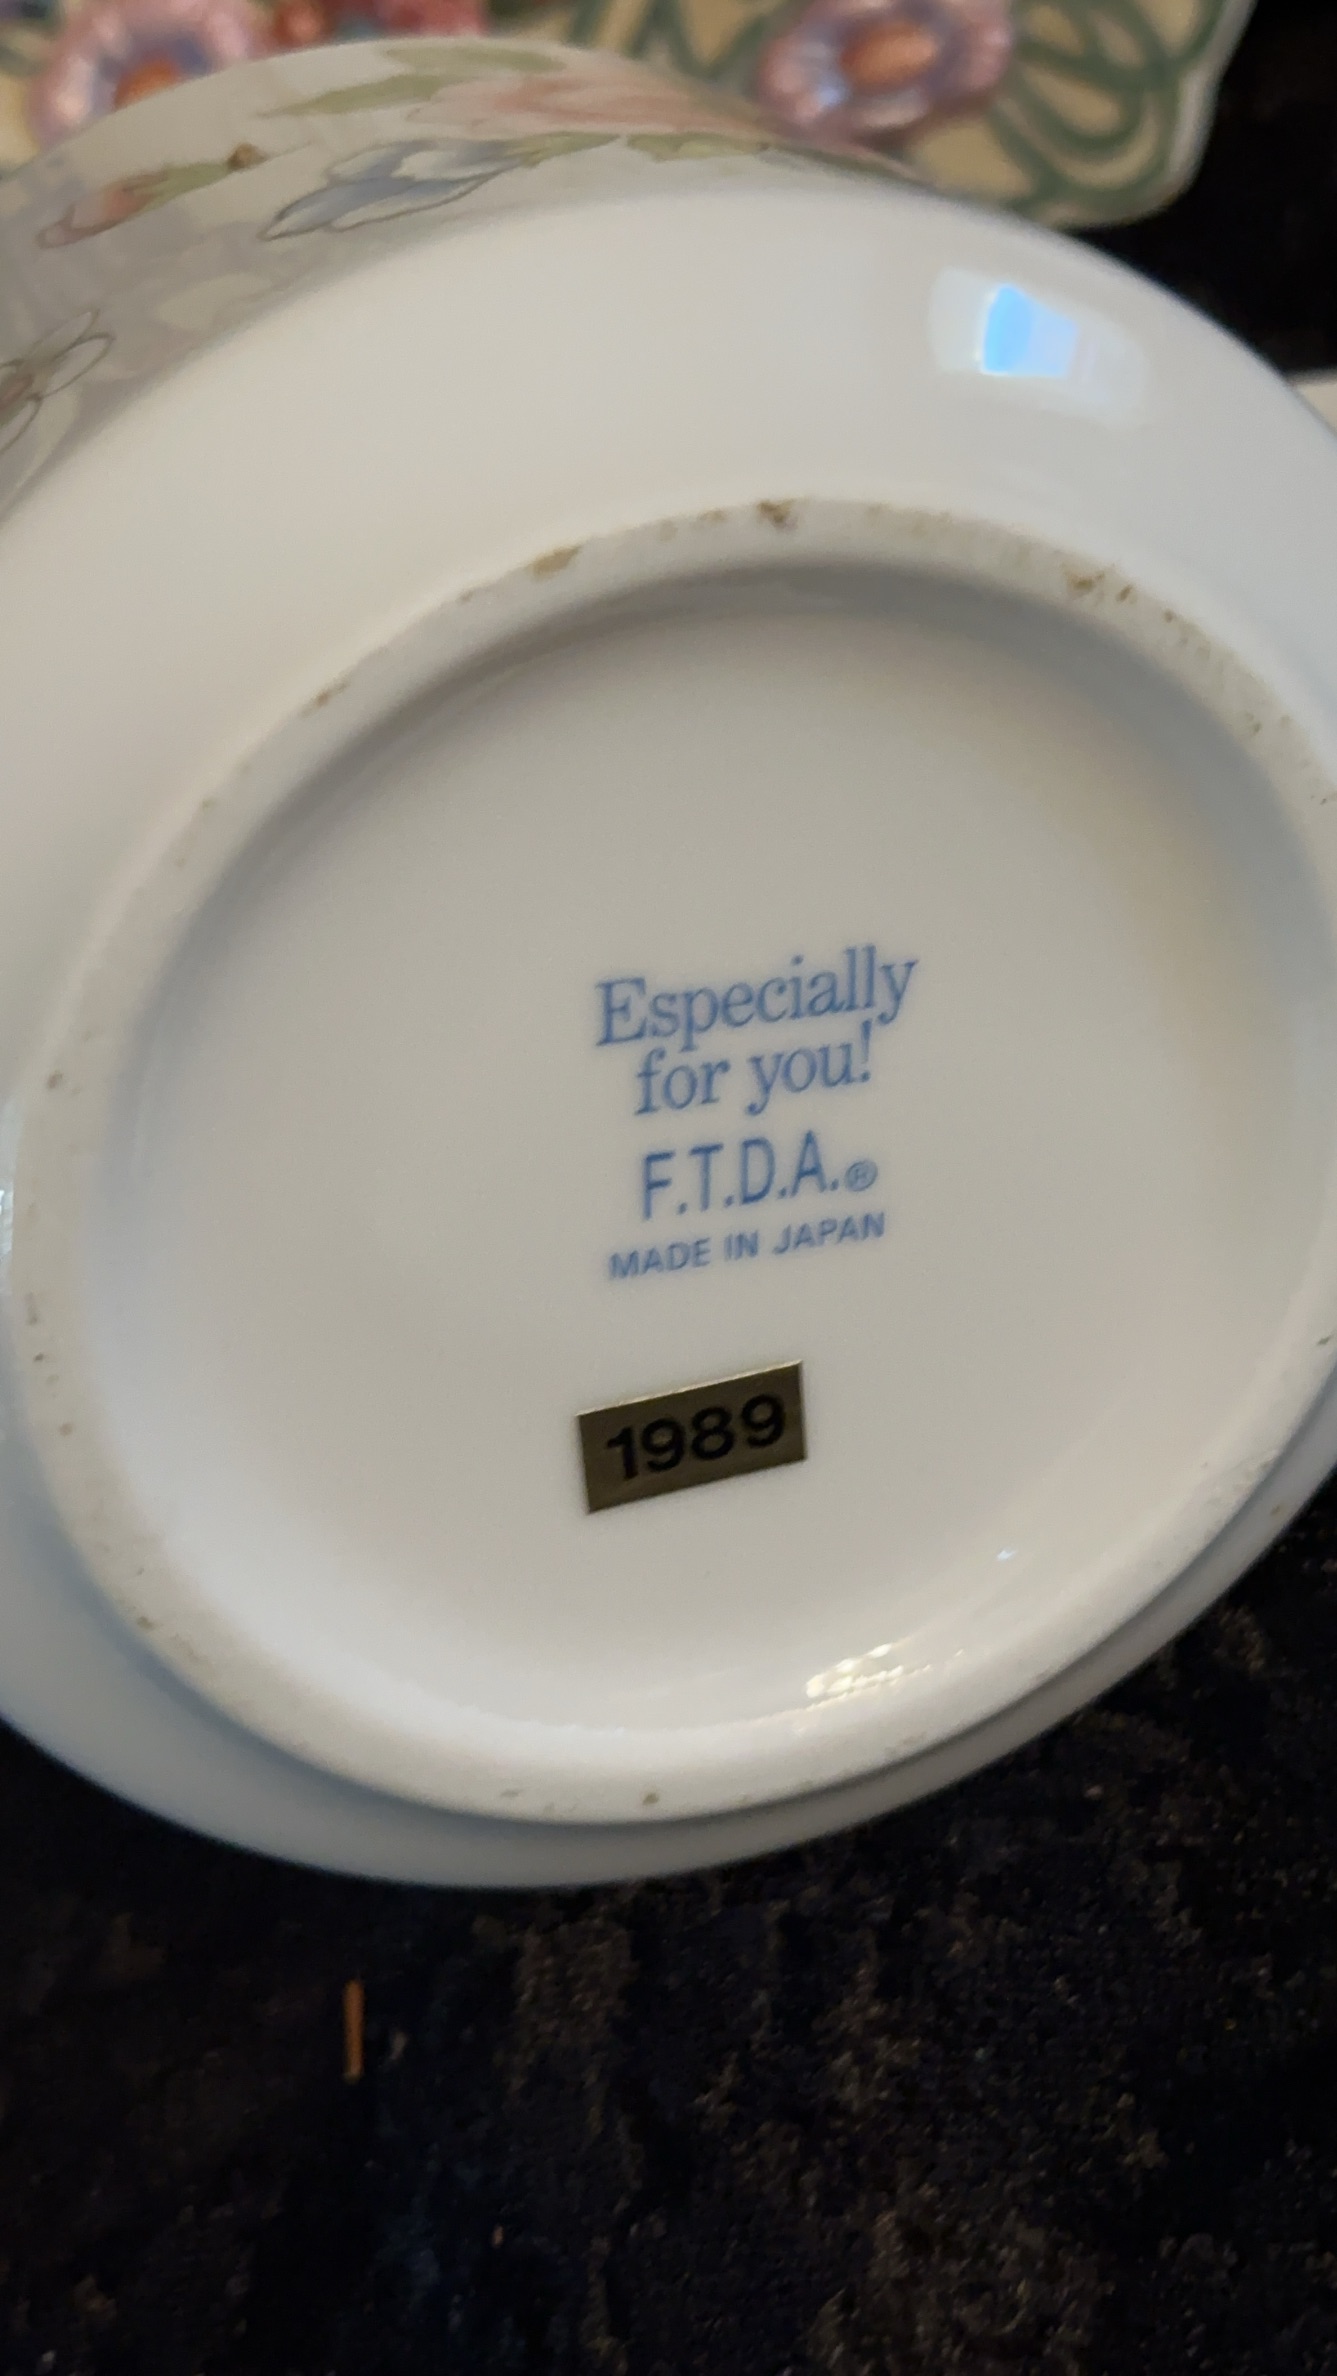 Especially
for you!
F.T.D.A.®
MADE IN JAPAN
1989